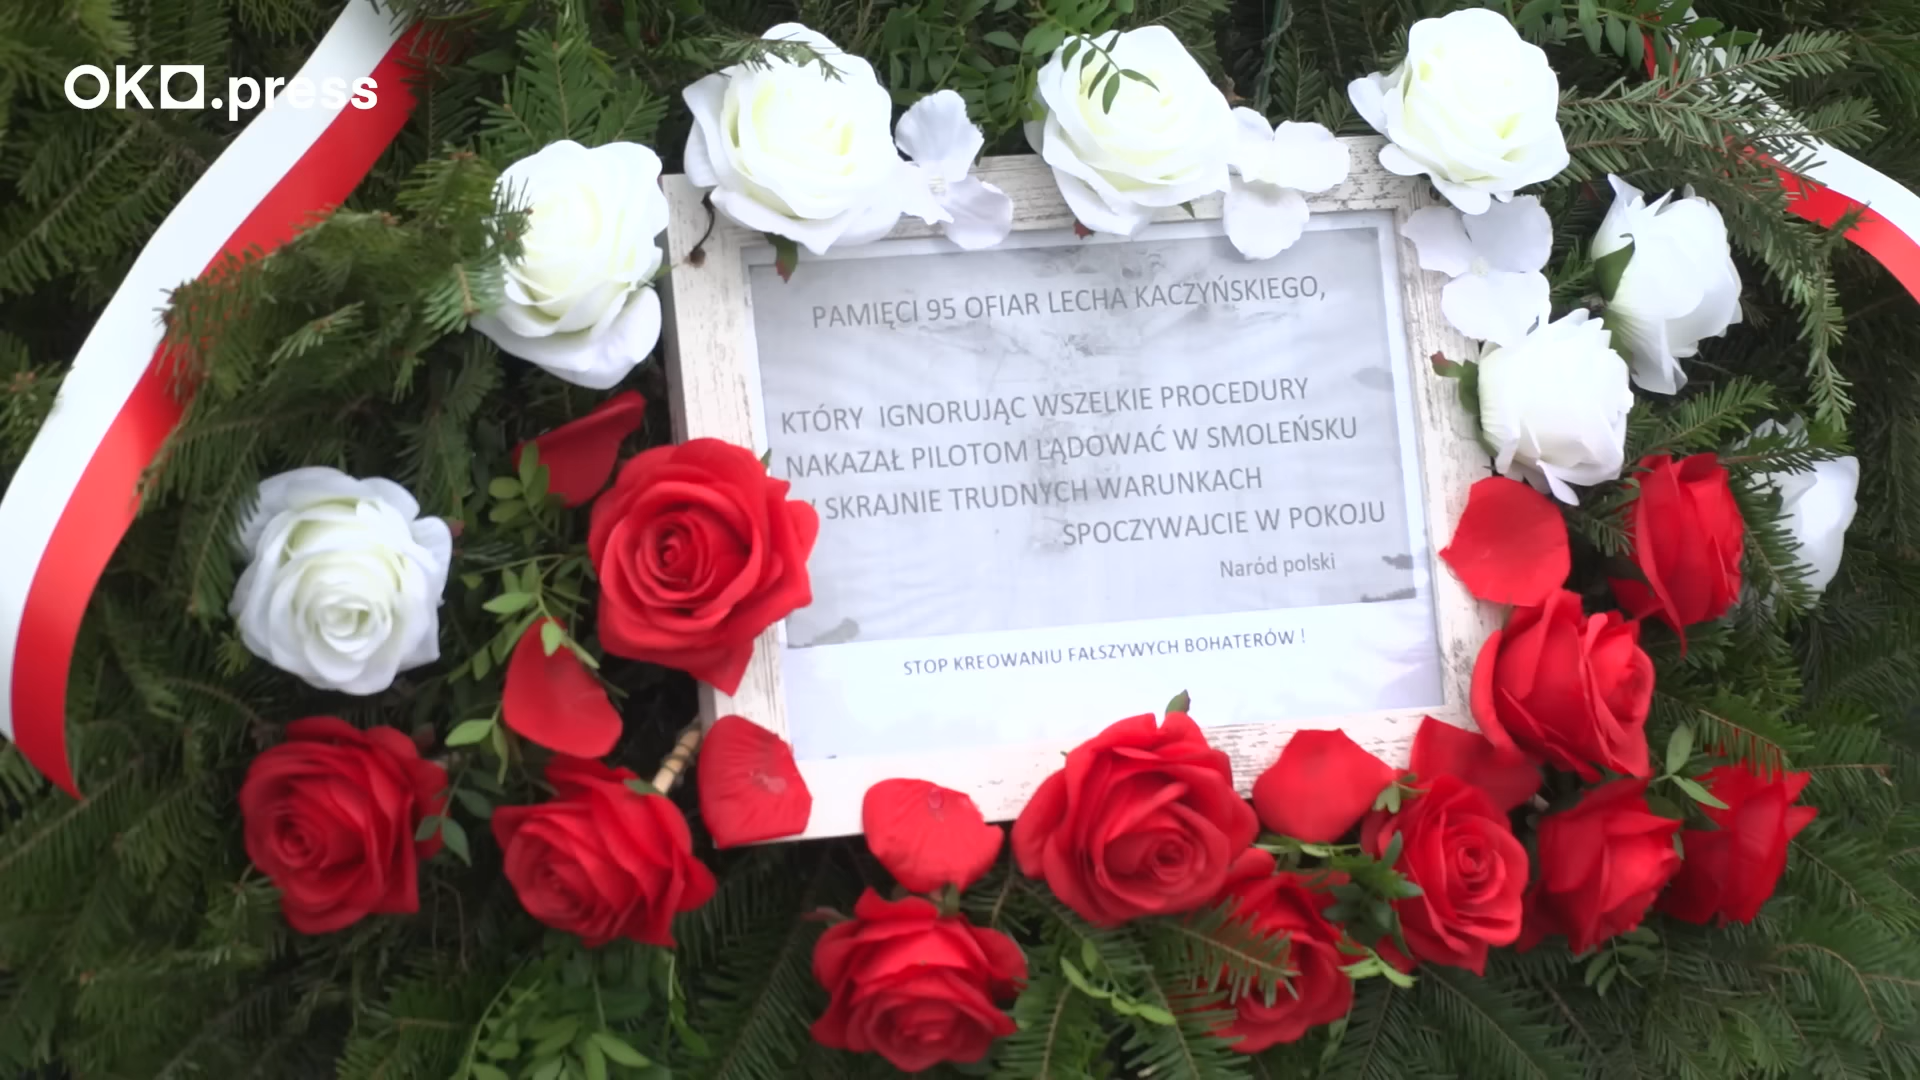 OKO.press
PAMIĘCI 95 OFIAR LECHA KACZYŃSKIEGO,
KTÓRY IGNORUJĄC WSZELKIE PROCEDURY
NAKAZAŁ PILOTOM LĄDOWAĆ W SMOLEŃSKU
W SKRAJNIE TRUDNYCH WARUNKACH
SPOCZYWAJCIE W POKOJU
Naród polski
STOP KREOWANIU FAŁSZYWYCH BOHATERÓW !